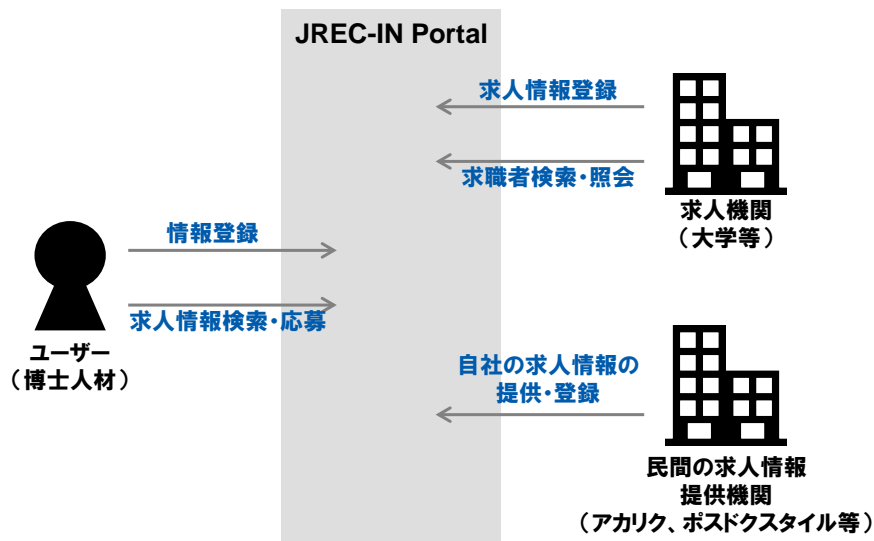 JREC-IN Portal
求人情報登録
求職者検索・照会
求人機関
（大学等）
情報登録
求人情報検索・応募
ユーザー
（博士人材）
自社の求人情報の
提供・登録
民間の求人情報
提供機関
（アカリク、ポスドクスタイル等）